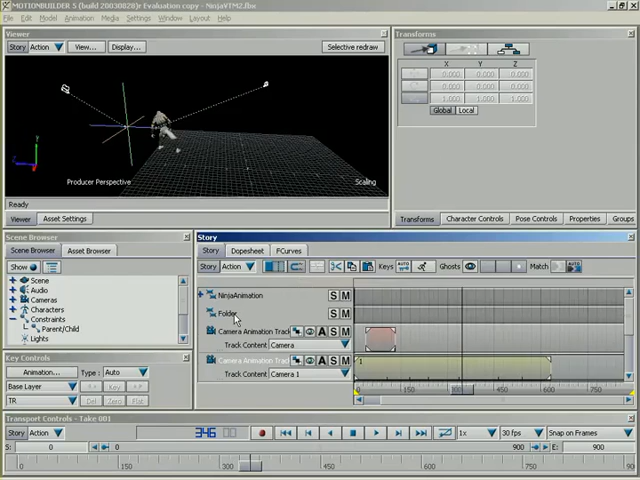 MOTIONBUILDER 5 (build 20030828) Evaluation copy - NinjaVTM2.fbx
File Edit Model Animation Window Layout Help
Viewer
Story Action View... Display... Selective redraw
Producer Perspective Scaling
Ready
Viewer Asset Settings
Transforms
X Y Z
0.000 0.000 0.000
0.000 0.000 0.000
1.000 1.000 1.000
Global Local
Transforms Character Controls Pose Controls Properties Groups
Scene Browser
Scene Browser Asset Browser
Show
Scene
Audio
Cameras
Characters
Constraints
Parent/Child
Lights
Key Controls
Animation... Type : Auto
Base Layer < Key >
TR Del Zero Flat
Story
Story Dopesheet FCurves
Story Action Keys AUTO Ghosts Match AUTO
NinjaAnimation S M
Folder S M
Camera Animation Track A S M
Track Content Camera
Camera Animation Track A S M
Track Content Camera 1
1
0 150 300 450 600 750
Transport Controls - Take 001
Story Action 346 1x 30 fps Snap on Frames
S: 0 0 900 E: 900
0 150 300 450 600 750 900